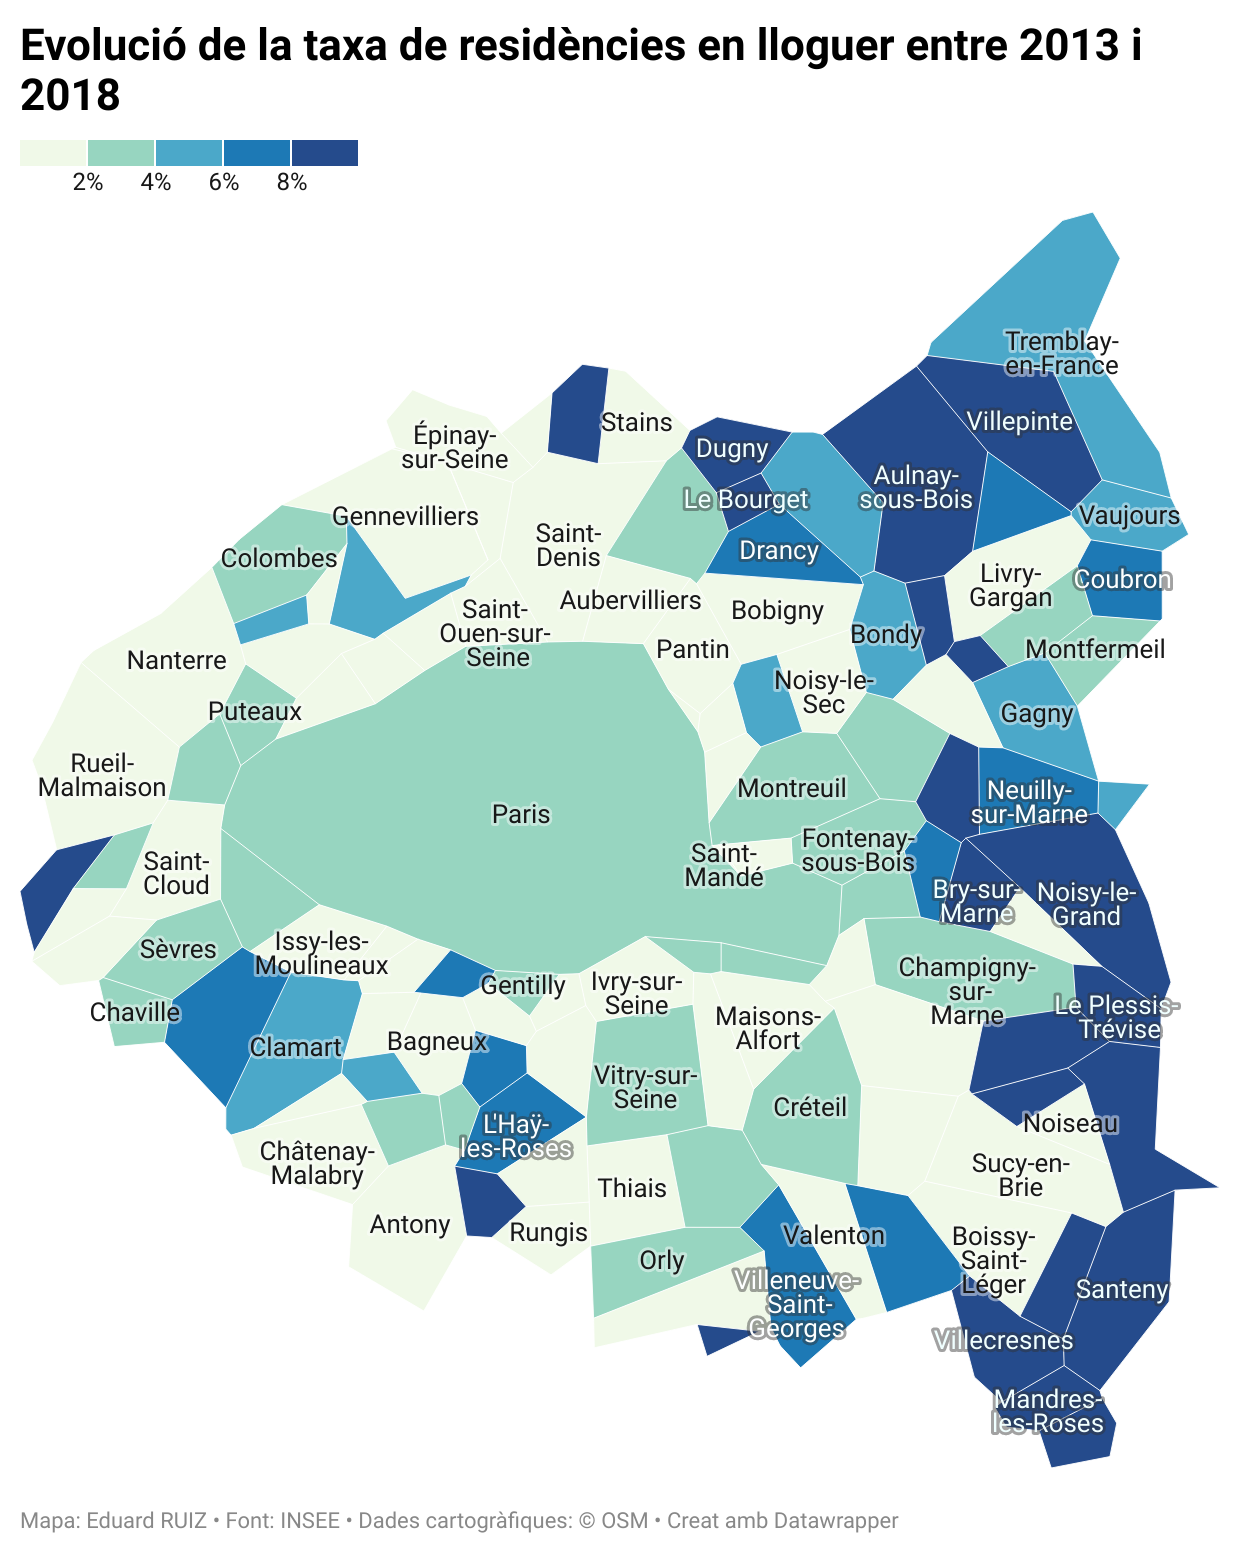 Evolució de la taxa de residències en lloguer entre 2013 i
2018
2%
4%
6%
8%
Tremblay-
en-France
Villepinte
Stains
Épinay-
sur-Seine
Dugny
Aulnay-
sous-Bois
Le Bourget
Vaujours
Gennevilliers
Saint-
Denis
Drancy
Colombes
Livry-
Gargan
Coubron
Aubervilliers
Bobigny
Saint-
Ouen-sur-
Seine
Bondy
Pantin
Montfermeil
Nanterre
Noisy-le-
Sec
Puteaux
Gagny
Rueil-
Malmaison
Montreuil
Neuilly-
sur-Marne
Paris
Saint-
Mandé
Fontenay-
sous-Bois
Saint-
Cloud
Bry-sur-
Marne
Noisy-le-
Grand
Sèvres
Issy-les-
Moulineaux
Gentilly
Ivry-sur-
Seine
Champigny-
sur-
Marne
Chaville
Maisons-
Alfort
Le Plessis-
Trévise
Clamart
Bagneux
Vitry-sur-
Seine
Créteil
Noiseau
L'Haÿ-
les-Roses
Châtenay-
Malabry
Sucy-en-
Brie
Thiais
Antony
Rungis
Valenton
Boissy-
Saint-
Léger
Orly
Villeneuve-
Saint-
Georges
Santeny
Villecresnes
Mandres-
les-Roses
Mapa: Eduard RUIZ • Font: INSEE • Dades cartogràfiques: © OSM • Creat amb Datawrapper